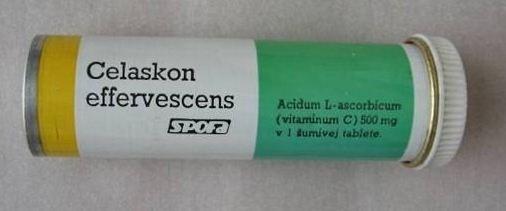 Celaskon
effervescens
SPOFA
Acidum L-ascorbicum
(vitaminum C) 500 mg
v 1 šumivej tablete.